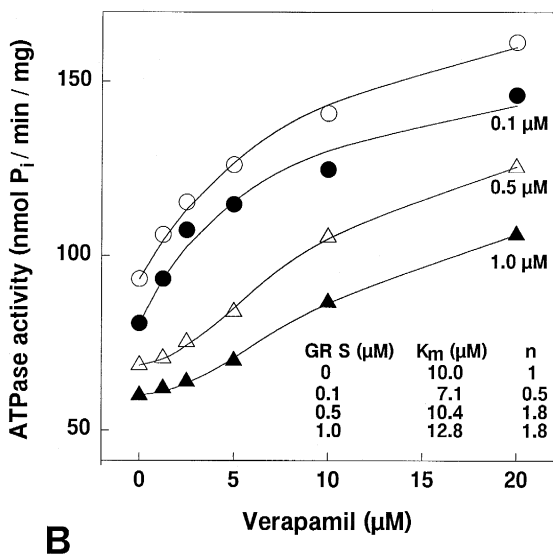 ATPase activity (nmol Pi / min / mg)
150
100
50
0.1 μM
0.5 μM
1.0 μM
GR S (μM) Km (μM) n
0 10.0 1
0.1 7.1 0.5
0.5 10.4 1.8
1.0 12.8 1.8
0 5 10 15 20
Verapamil (μM)
B